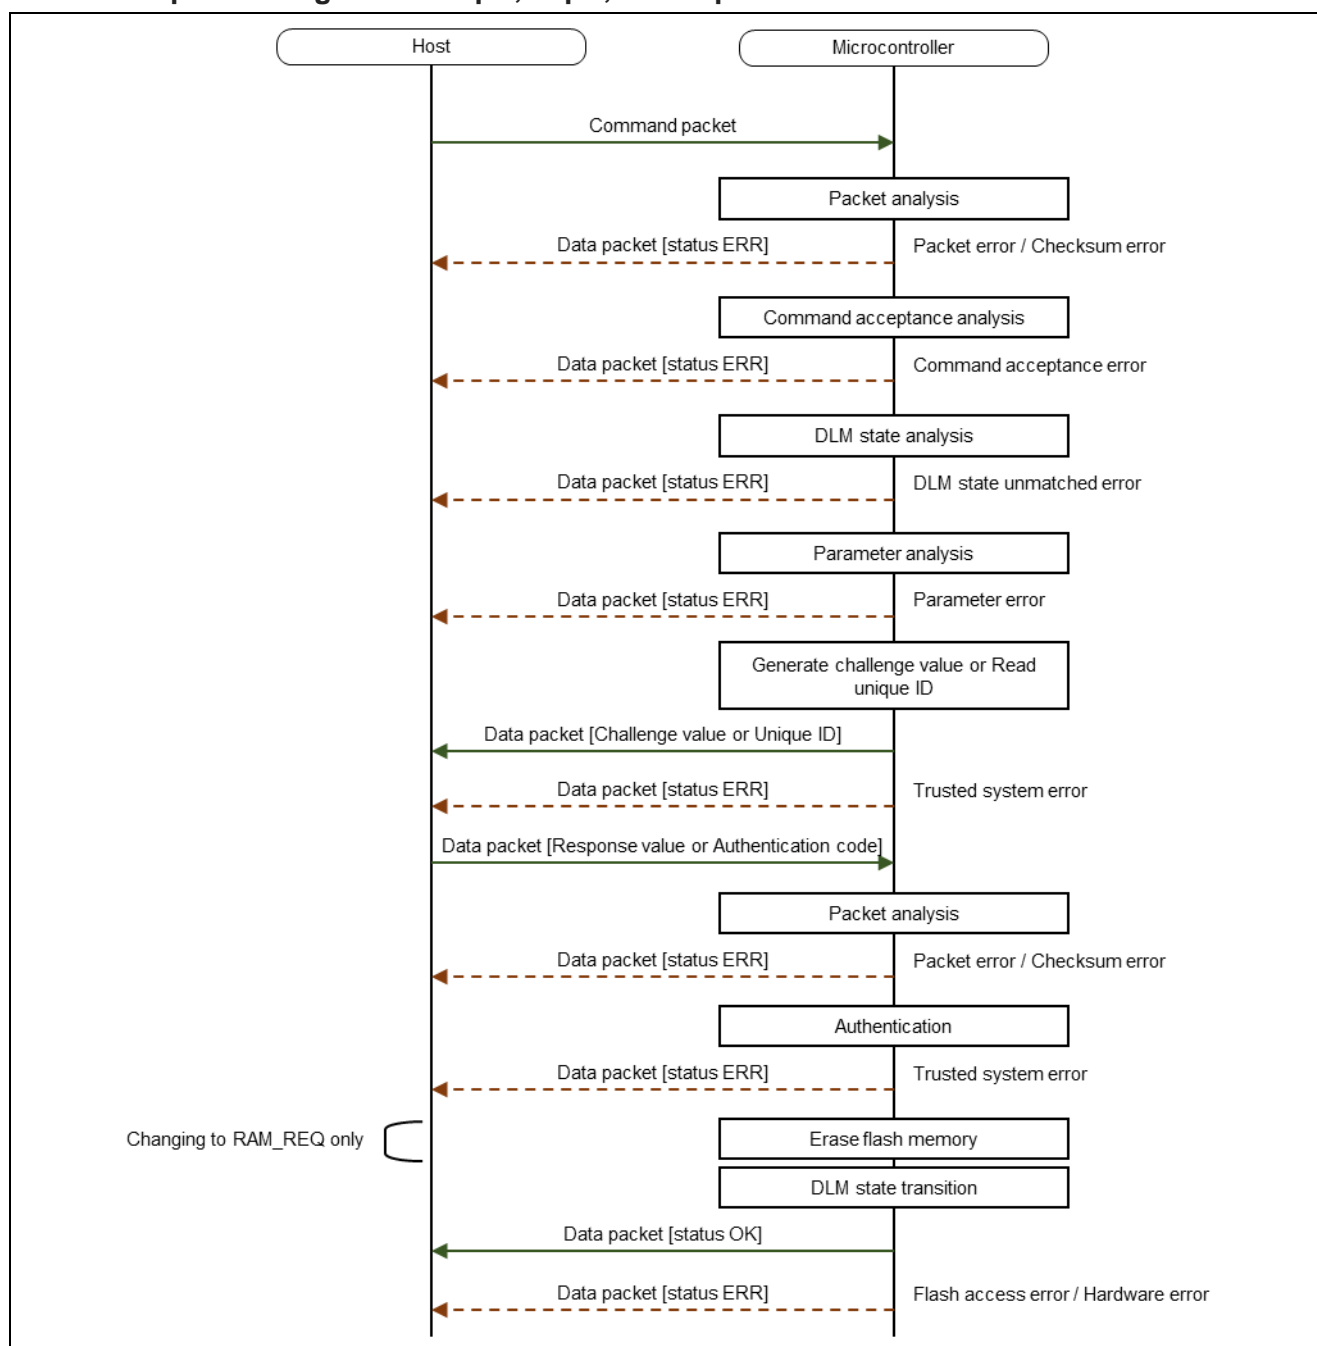 Host
Microcontroller
Command packet
Packet analysis
Data packet [status ERR]
Packet error / Checksum error
Command acceptance analysis
Data packet [status ERR]
Command acceptance error
DLM state analysis
Data packet [status ERR]
DLM state unmatched error
Parameter analysis
Data packet [status ERR]
Parameter error
Generate challenge value or Read
unique ID
Data packet [Challenge value or Unique ID]
Data packet [status ERR]
Trusted system error
Data packet [Response value or Authentication code]
Packet analysis
Data packet [status ERR]
Packet error / Checksum error
Authentication
Data packet [status ERR]
Trusted system error
Changing to RAM_REQ only
Erase flash memory
DLM state transition
Data packet [status OK]
Data packet [status ERR]
Flash access error / Hardware error